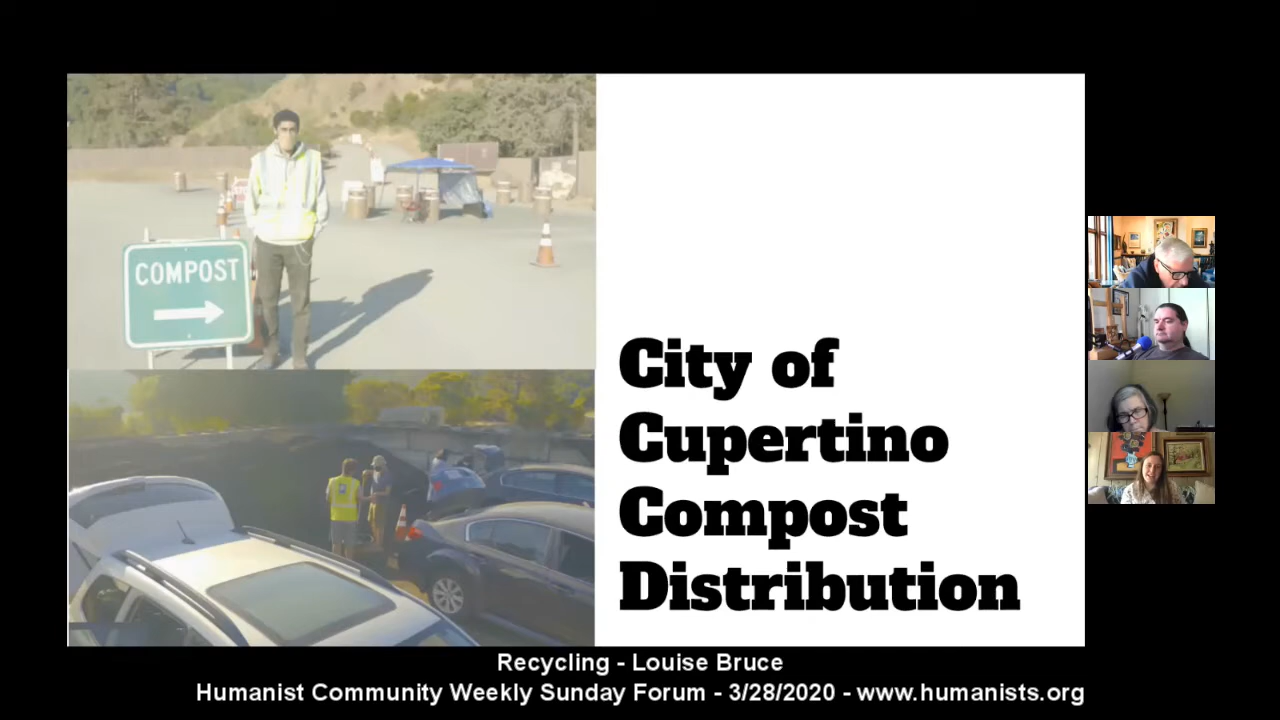 COMPOST
City of
Cupertino
Compost
Distribution
Recycling - Louise Bruce
Humanist Community Weekly Sunday Forum - 3/28/2020 - www.humanists.org